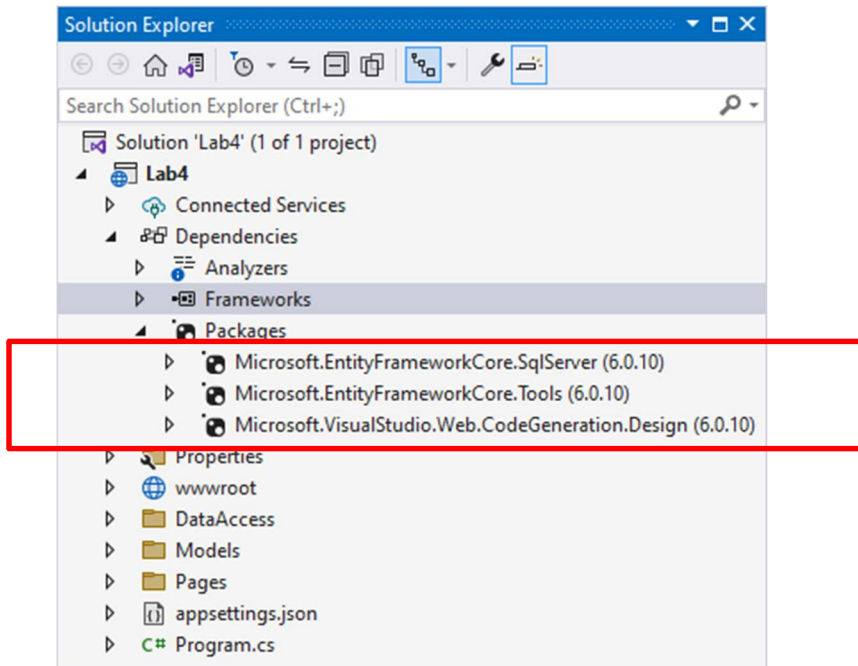 Solution Explorer
Search Solution Explorer (Ctrl+;)
Solution 'Lab4' (1 of 1 project)
Lab4
Connected Services
Dependencies
Analyzers
Frameworks
Packages
Microsoft.EntityFrameworkCore.SqlServer (6.0.10)
Microsoft.EntityFrameworkCore.Tools (6.0.10)
Microsoft.VisualStudio.Web.CodeGeneration.Design (6.0.10)
Properties
wwwroot
DataAccess
Models
Pages
appsettings.json
C# Program.cs